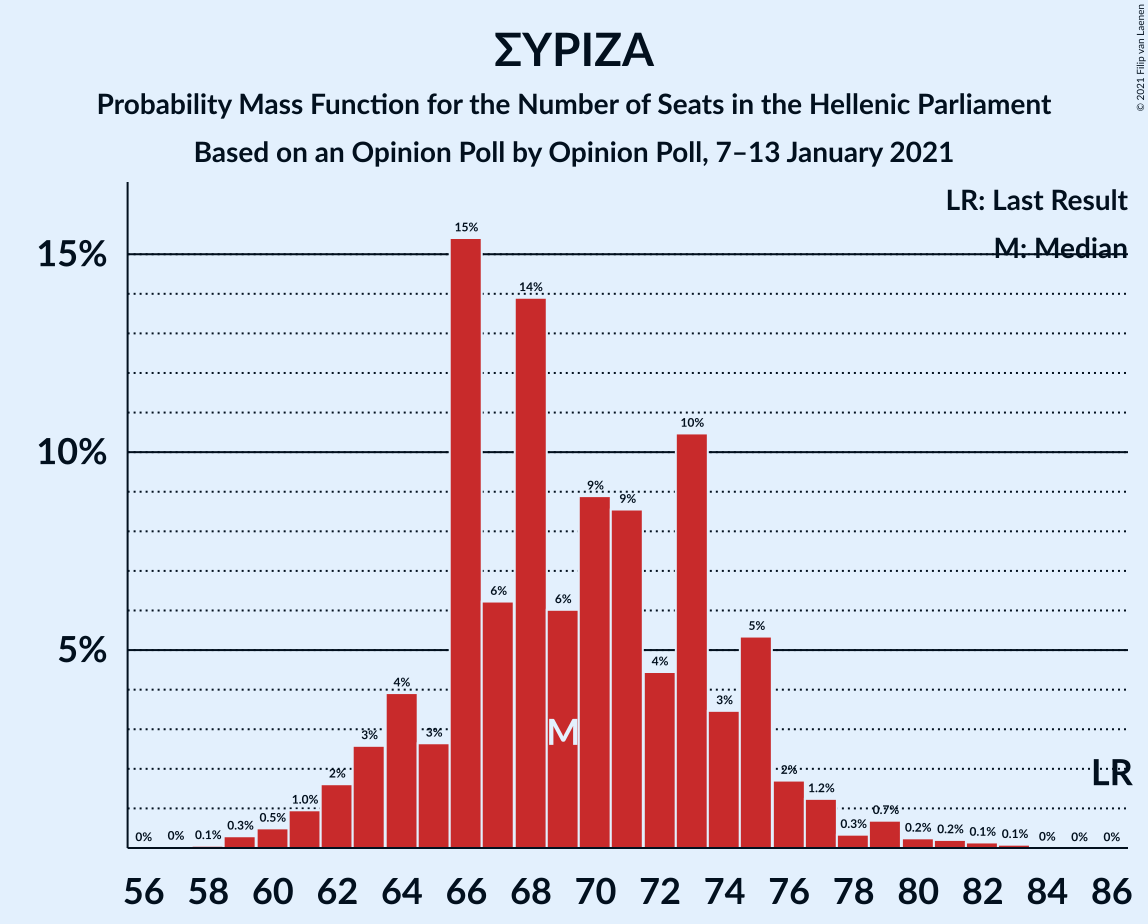 ΣΥΡΙΖΑ
Probability Mass Function for the Number of Seats in the Hellenic Parliament
Based on an Opinion Poll by Opinion Poll, 7–13 January 2021
© 2021 Filip van Laenen
LR: Last Result
M: Median
15%
10%
5%
0% 0% 0.1% 0.3% 0.5% 1.0% 2% 3% 4% 3% 15% 6% 14% 6% 9% 9% 4% 10% 3% 5% 2% 1.2% 0.3% 0.7% 0.2% 0.2% 0.1% 0.1% 0% 0% 0%
M
LR
56 58 60 62 64 66 68 70 72 74 76 78 80 82 84 86